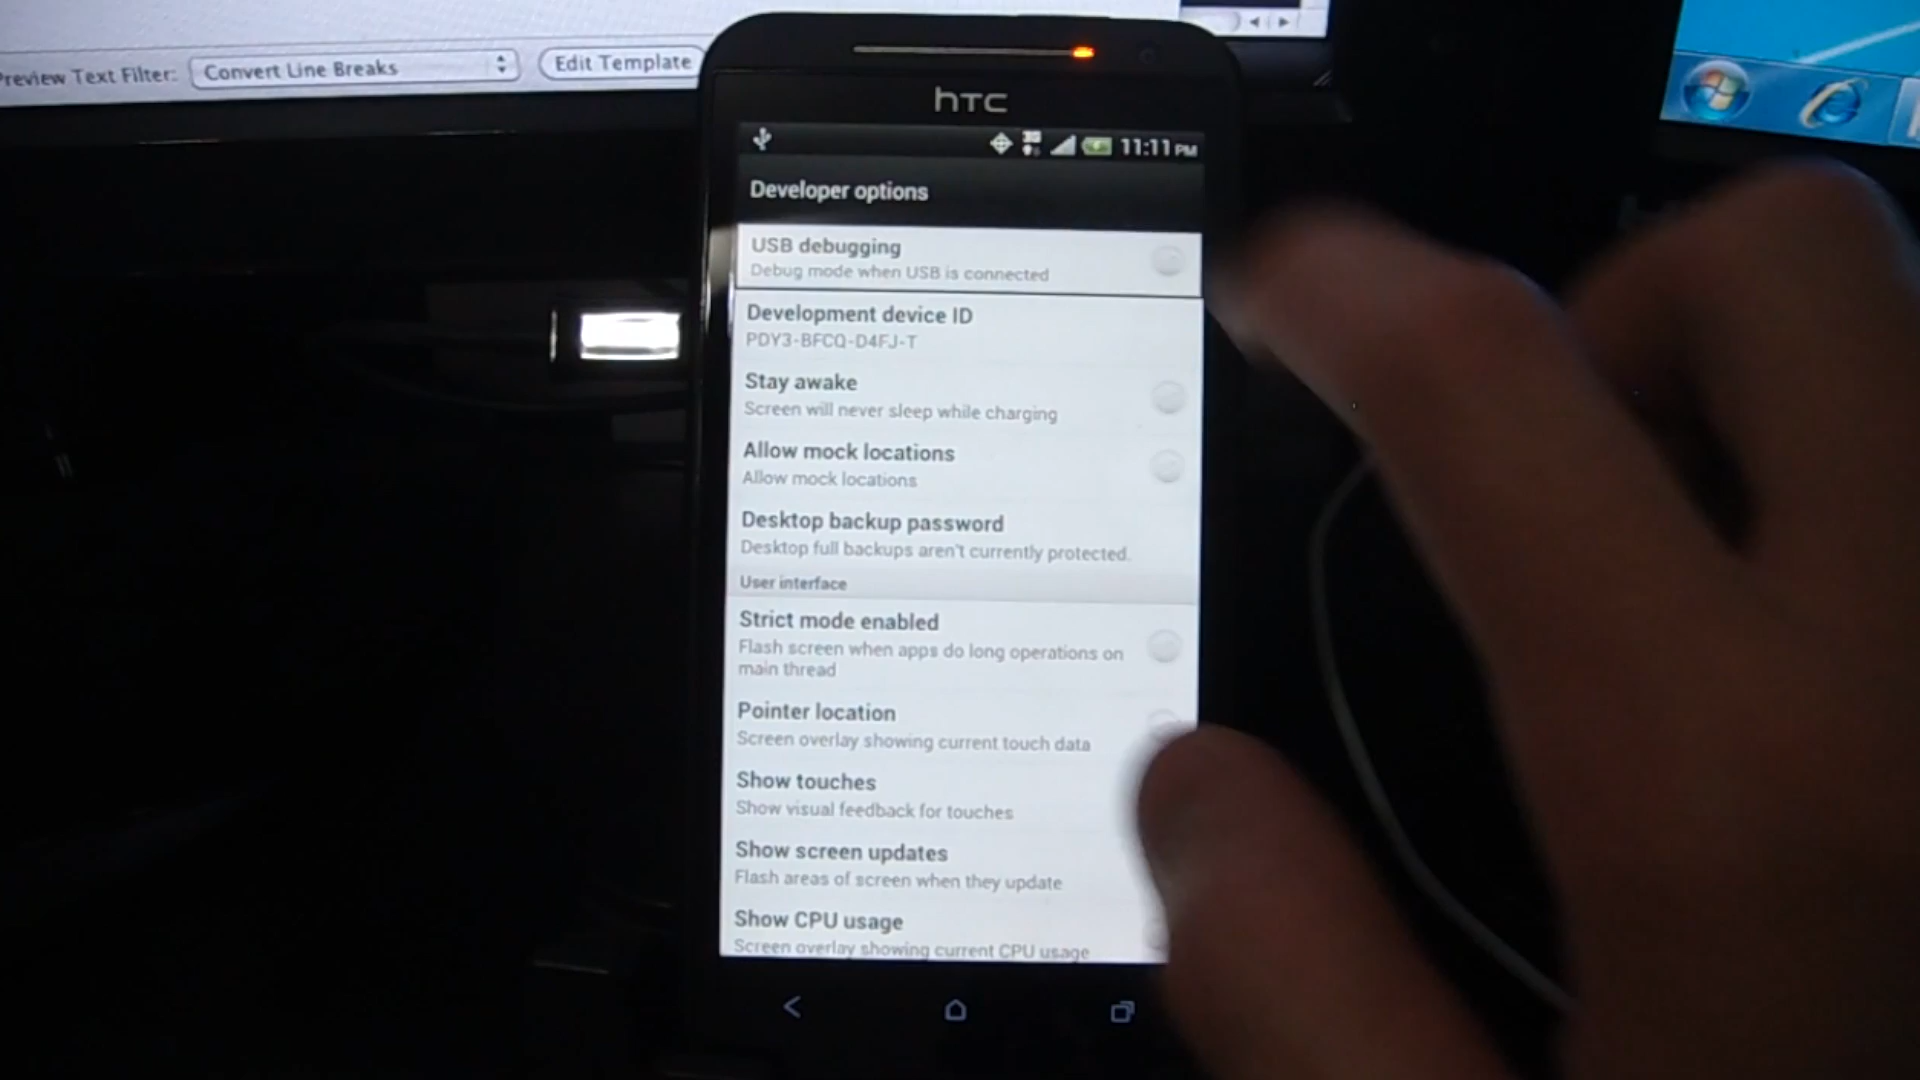 Preview Text Filter: Convert Line Breaks Edit Template
hTC
11:11 PM
Developer options
USB debugging
Debug mode when USB is connected
Development device ID
PDY3-BFCQ-D4FJ-T
Stay awake
Screen will never sleep while charging
Allow mock locations
Allow mock locations
Desktop backup password
Desktop full backups aren't currently protected.
User interface
Strict mode enabled
Flash screen when apps do long operations on
main thread
Pointer location
Screen overlay showing current touch data
Show touches
Show visual feedback for touches
Show screen updates
Flash areas of screen when they update
Show CPU usage
Screen overlay showing current CPU usage